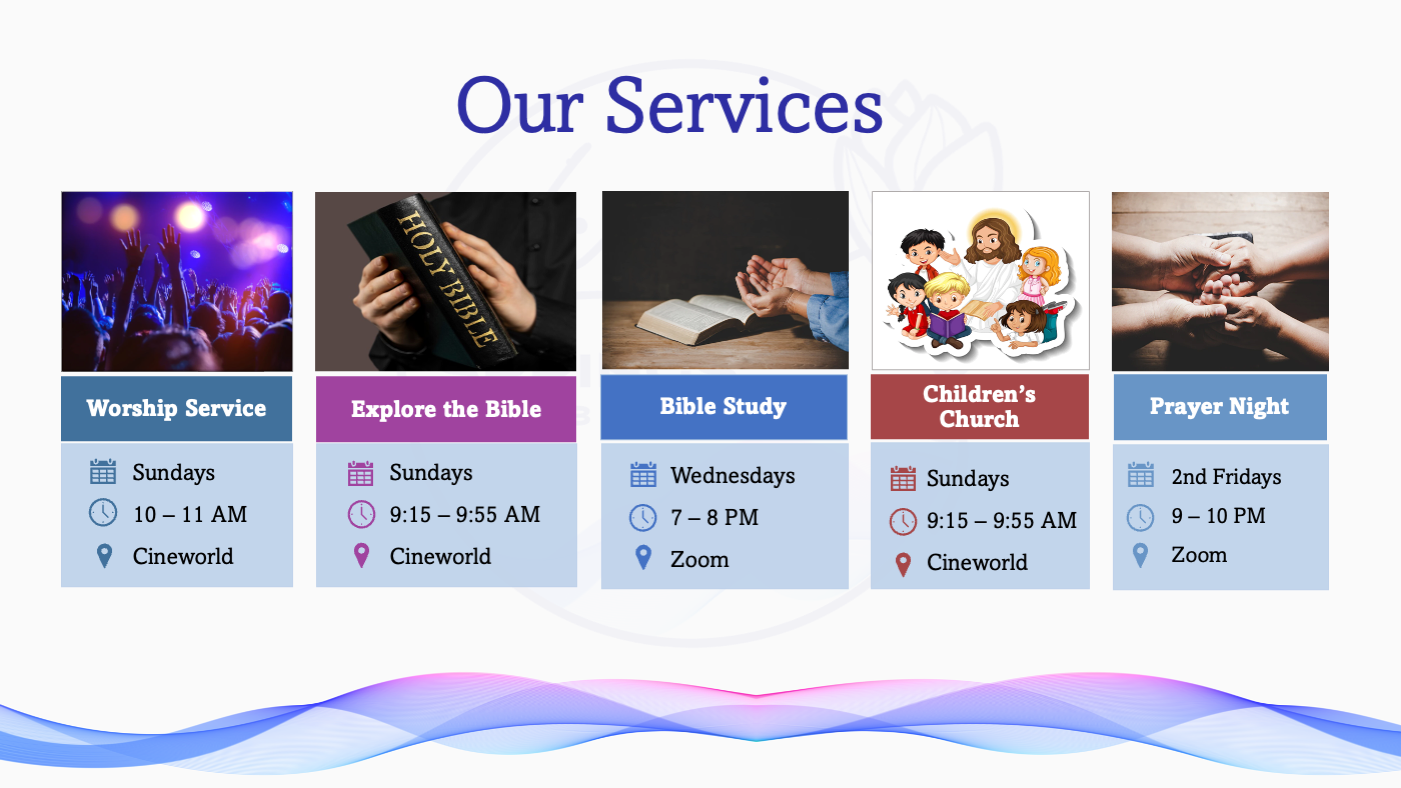 Our Services
HOLY BIBLE
Worship Service
Sundays
10 – 11 AM
Cineworld
Explore the Bible
Sundays
9:15 – 9:55 AM
Cineworld
Bible Study
Wednesdays
7 – 8 PM
Zoom
Children’s
Church
Sundays
9:15 – 9:55 AM
Cineworld
Prayer Night
2nd Fridays
9 – 10 PM
Zoom